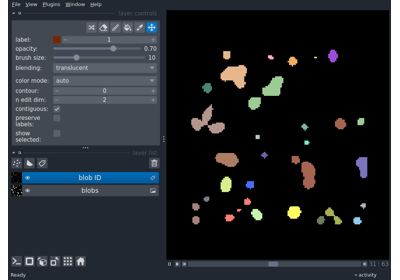 File View Plugins Window Help
layer controls
label: 1
opacity: 0.70
brush size: 10
blending: translucent
color mode: auto
contour: 0
n edit dim: 2
contiguous:
preserve
labels:
show
selected:
layer list
blob ID
blobs
31 63
Ready
activity